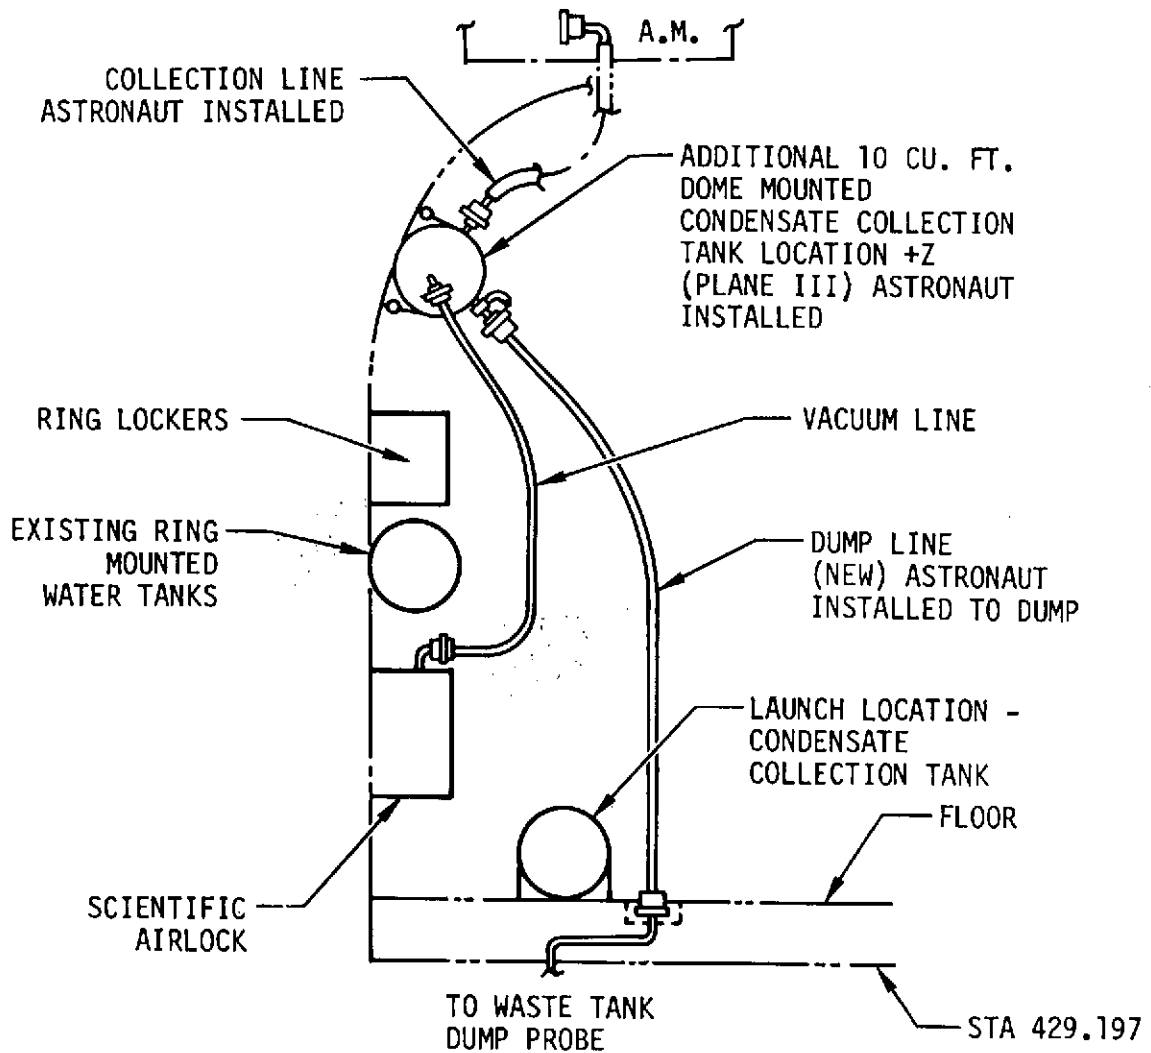 A.M.
COLLECTION LINE
ASTRONAUT INSTALLED
ADDITIONAL 10 CU. FT.
DOME MOUNTED
CONDENSATE COLLECTION
TANK LOCATION +Z
(PLANE III) ASTRONAUT
INSTALLED
RING LOCKERS
VACUUM LINE
EXISTING RING
MOUNTED
WATER TANKS
DUMP LINE
(NEW) ASTRONAUT
INSTALLED TO DUMP
LAUNCH LOCATION -
CONDENSATE
COLLECTION TANK
FLOOR
SCIENTIFIC
AIRLOCK
TO WASTE TANK
DUMP PROBE
STA 429.197